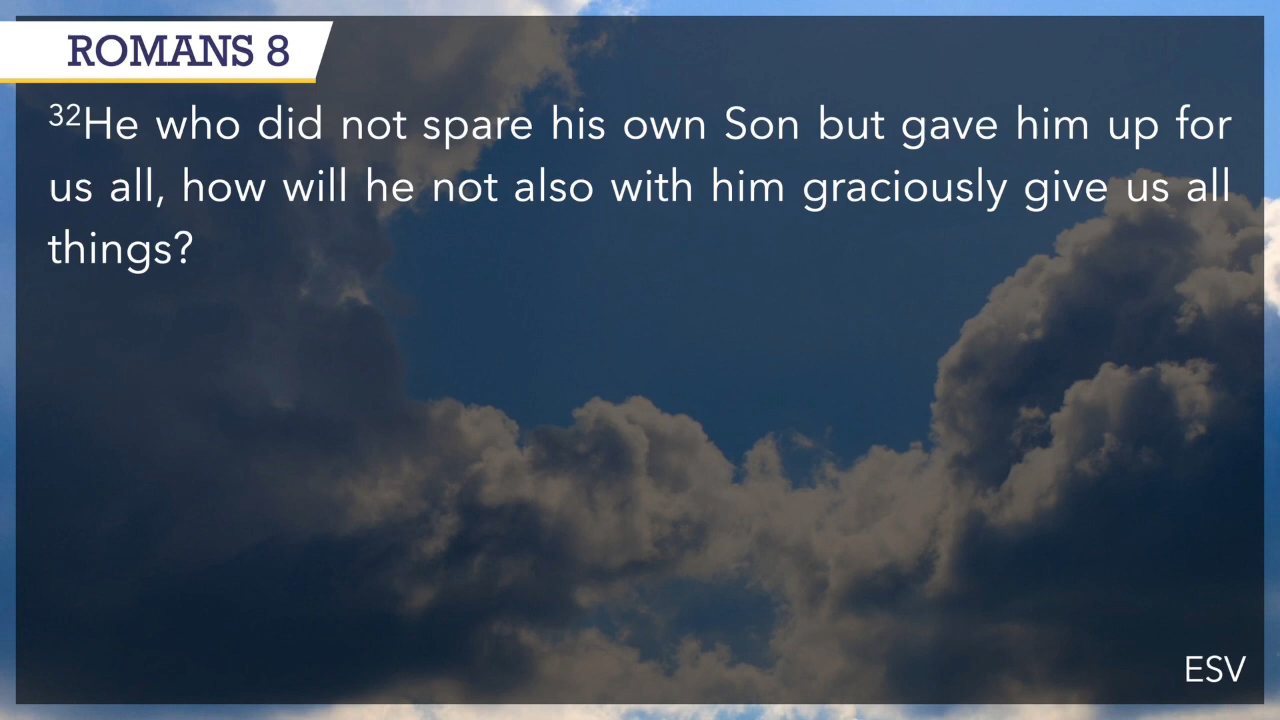 ROMANS 8
32He who did not spare his own Son but gave him up for
us all, how will he not also with him graciously give us all
things?
ESV